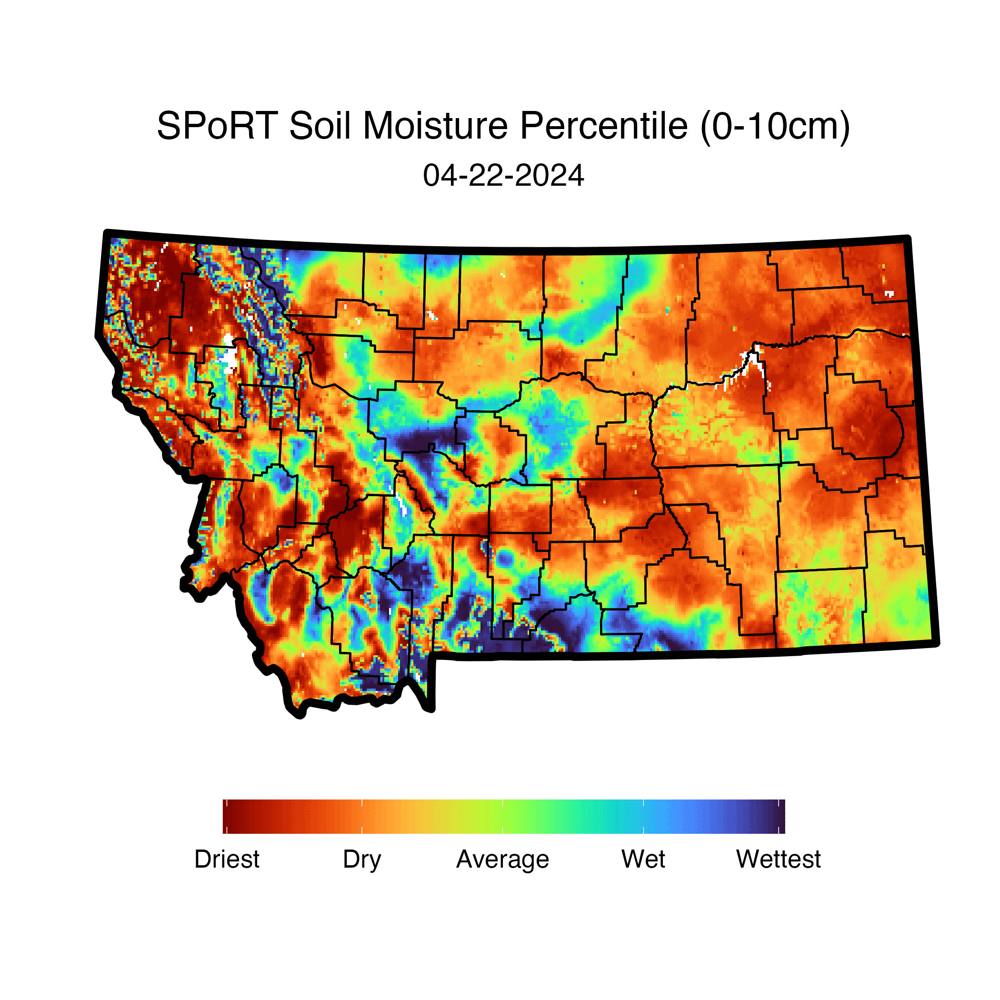 SPoRT Soil Moisture Percentile (0-10cm)
04-22-2024
Driest Dry Average Wet Wettest